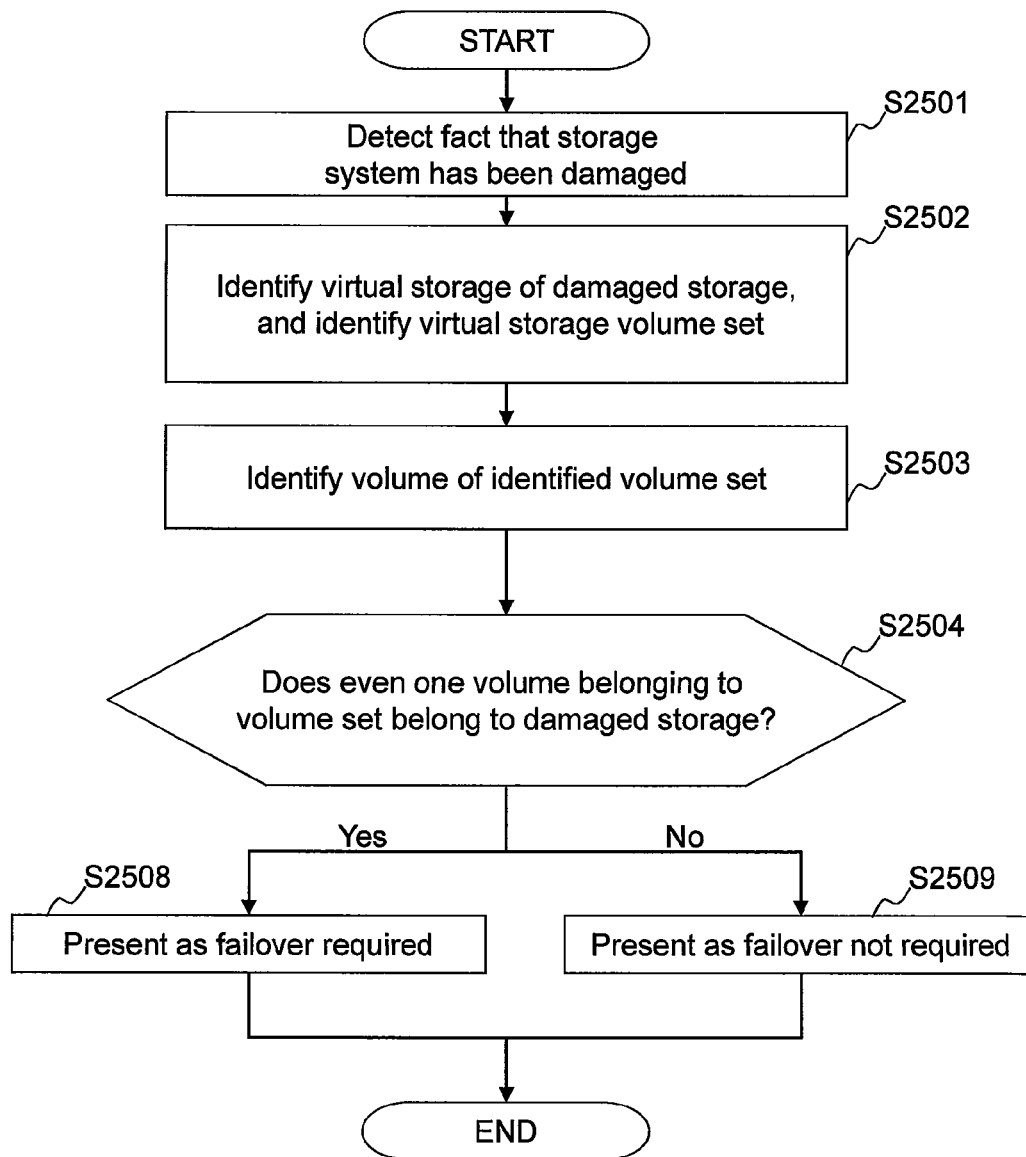 START
S2501
Detect fact that storage
system has been damaged
S2502
Identify virtual storage of damaged storage,
and identify virtual storage volume set
Identify volume of identified volume set
S2503
S2504
Does even one volume belonging to
volume set belong to damaged storage?
Yes
No
S2508
S2509
Present as failover required
Present as failover not required
END